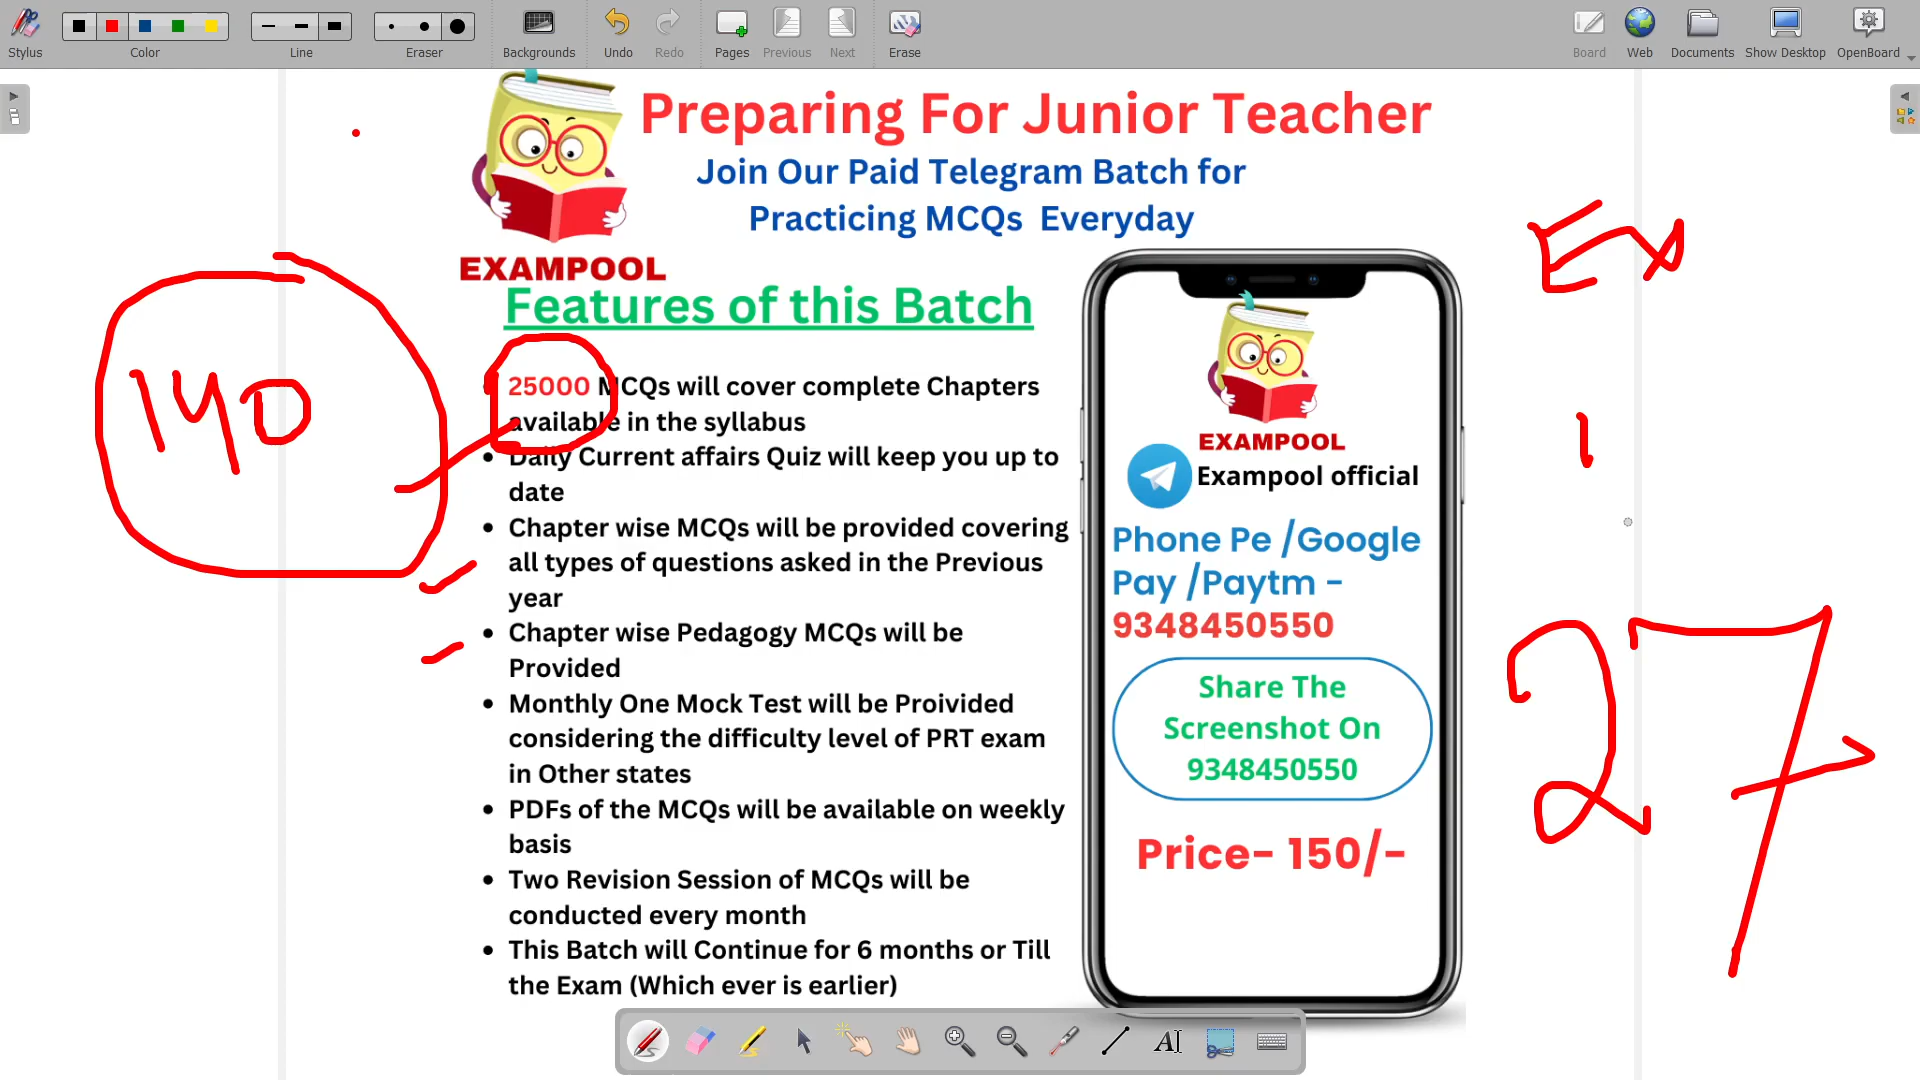 Stylus
Color
Line
Eraser
Backgrounds
Undo
Redo
Pages
Previous
Next
Erase
Board
Web
Documents
Show Desktop
OpenBoard
Preparing For Junior Teacher
Join Our Paid Telegram Batch for
Practicing MCQs Everyday
EXAMPOOL
Features of this Batch
25000 MCQs will cover complete Chapters
available in the syllabus
Daily Current affairs Quiz will keep you up to
date
Chapter wise MCQs will be provided covering
all types of questions asked in the Previous
year
Chapter wise Pedagogy MCQs will be
Provided
Monthly One Mock Test will be Proivided
considering the difficulty level of PRT exam
in Other states
PDFs of the MCQs will be available on weekly
basis
Two Revision Session of MCQs will be
conducted every month
This Batch will Continue for 6 months or Till
the Exam (Which ever is earlier)
140
EXAMPOOL
Exampool official
Phone Pe /Google
Pay /Paytm -
9348450550
Share The
Screenshot On
9348450550
Price- 150/-
Ex
1
27
AI